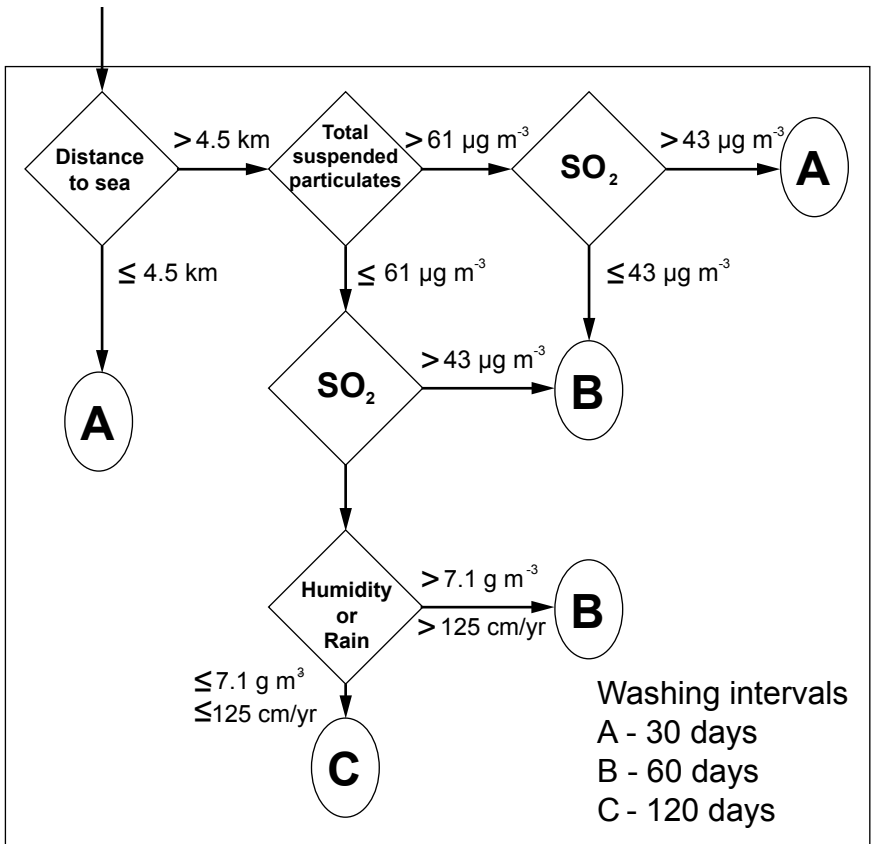 Distance
to sea
> 4.5 km
Total
suspended
particulates
> 61 µg m⁻³
SO₂
> 43 µg m⁻³
A
≤ 4.5 km
≤ 61 µg m⁻³
≤ 43 µg m⁻³
A
SO₂
> 43 µg m⁻³
B
Humidity
or
Rain
> 7.1 g m⁻³
> 125 cm/yr
B
≤ 7.1 g m³
≤ 125 cm/yr
C
Washing intervals
A - 30 days
B - 60 days
C - 120 days